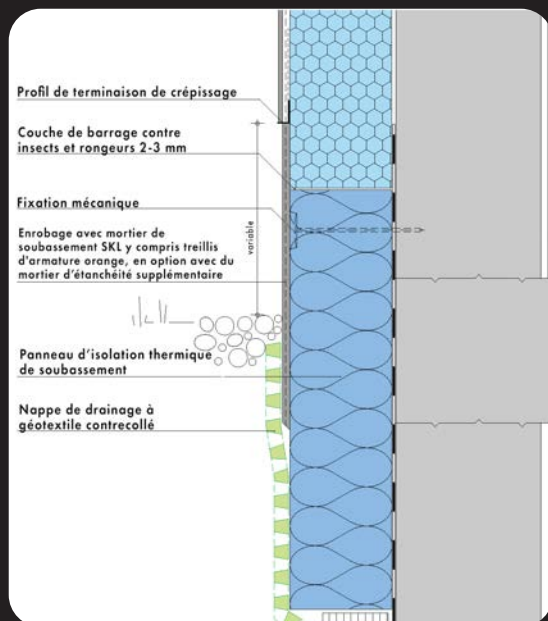 Profil de terminaison de crépissage
Couche de barrage contre
insects et rongeurs 2-3 mm
Fixation mécanique
Enrobage avec mortier de
soubassement SKL y compris treillis
d'armature orange, en option avec du
mortier d'étanchéité supplémentaire
variable
Panneau d'isolation thermique
de soubassement
Nappe de drainage à
géotextile contrecollé